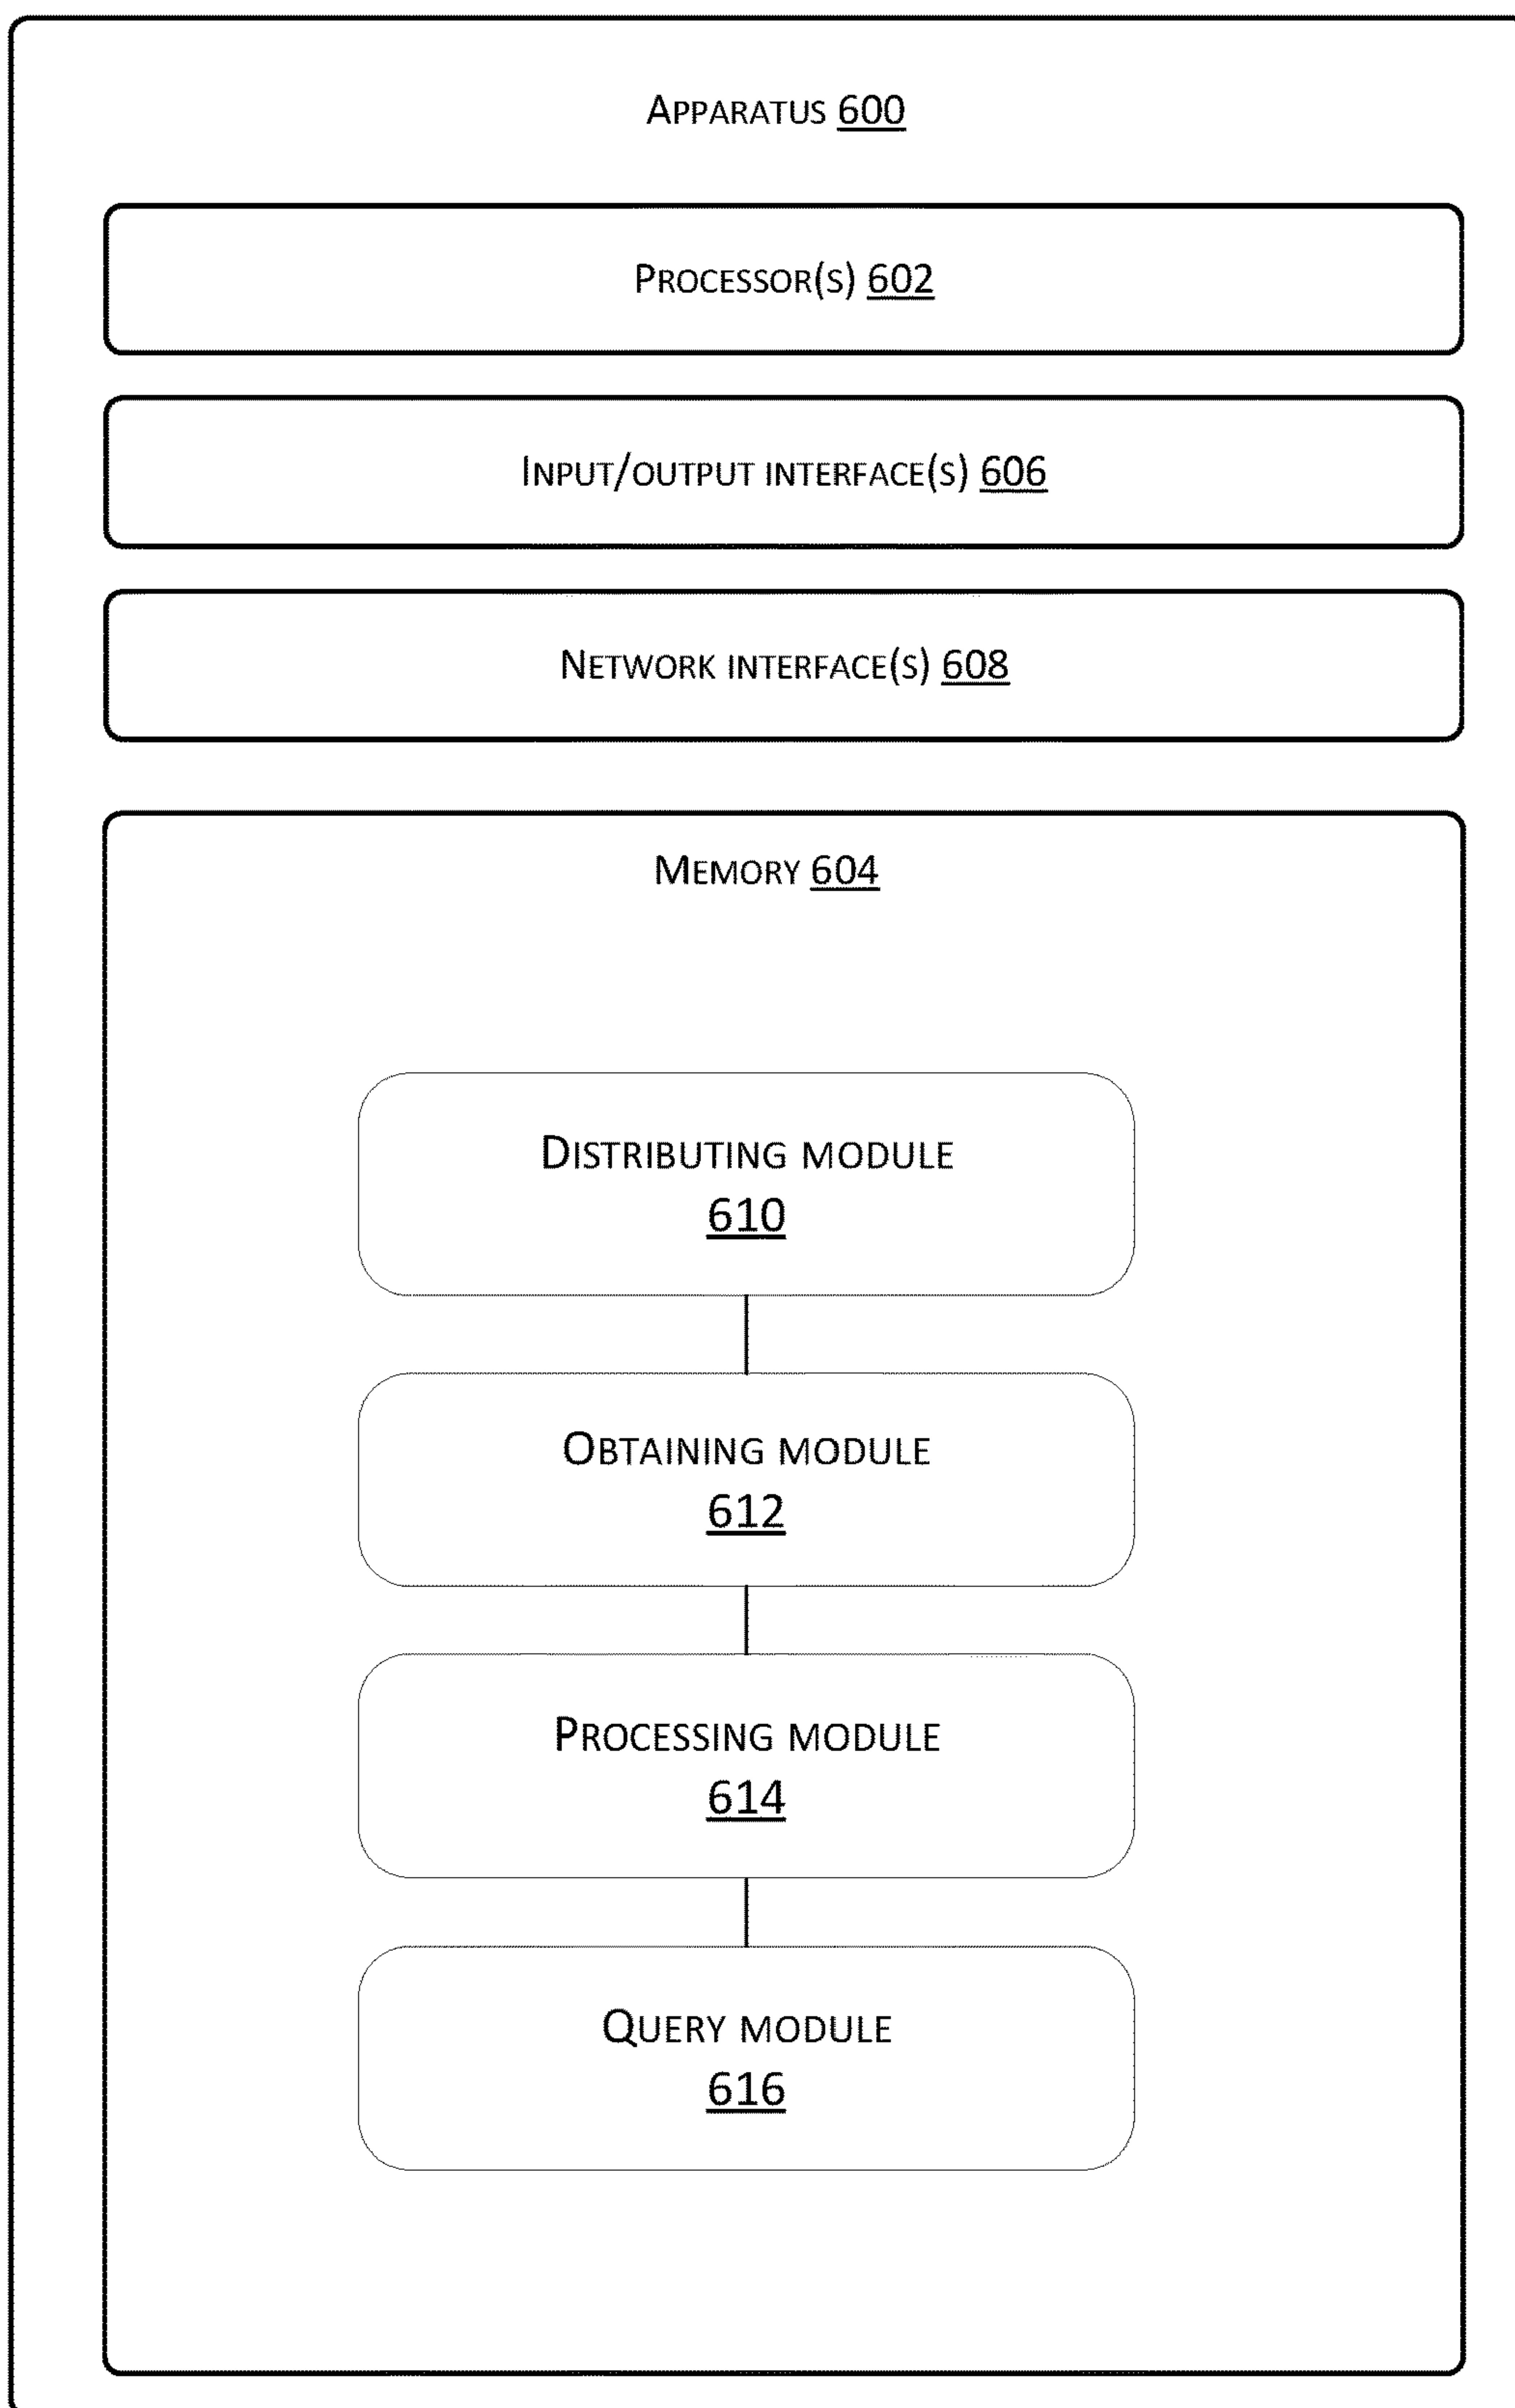 APPARATUS 600
PROCESSOR(S) 602
INPUT/OUTPUT INTERFACE(S) 606
NETWORK INTERFACE(S) 608
MEMORY 604
DISTRIBUTING MODULE
610
OBTAINING MODULE
612
PROCESSING MODULE
614
QUERY MODULE
616